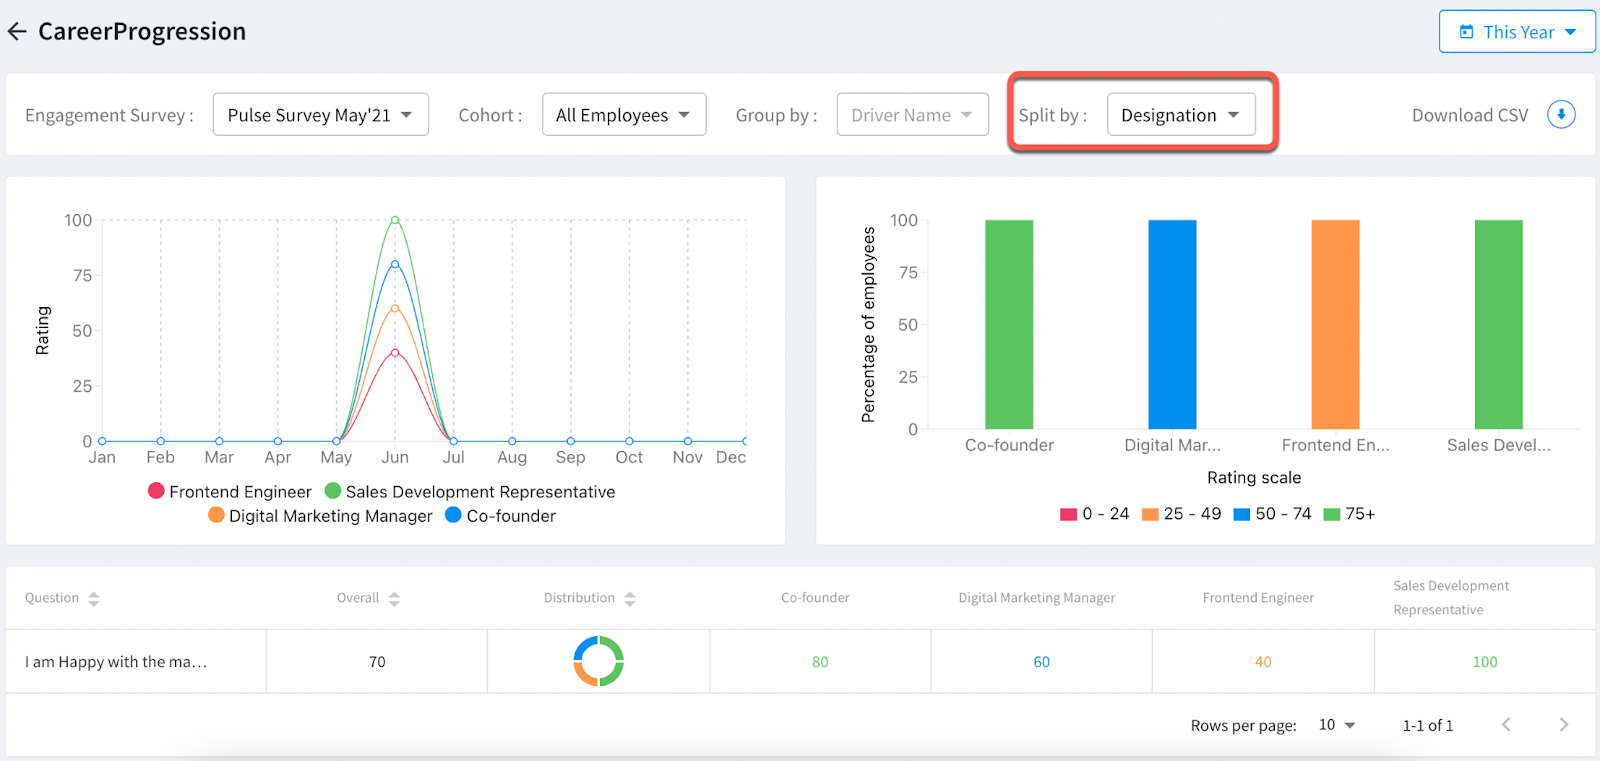 CareerProgression
This Year
Engagement Survey :
Pulse Survey May'21
Cohort :
All Employees
Group by :
Driver Name
Split by :
Designation
Download CSV
100
75
50
25
0
Rating
Jan Feb Mar Apr May Jun Jul Aug Sep Oct Nov Dec
Frontend Engineer Sales Development Representative
Digital Marketing Manager Co-founder
100
75
50
25
0
Percentage of employees
Co-founder Digital Mar... Frontend En... Sales Devel...
Rating scale
0 - 24 25 - 49 50 - 74 75+
Question Overall Distribution Co-founder Digital Marketing Manager Frontend Engineer Sales Development
Representative
I am Happy with the ma... 70 80 60 40 100
Rows per page: 10 1-1 of 1